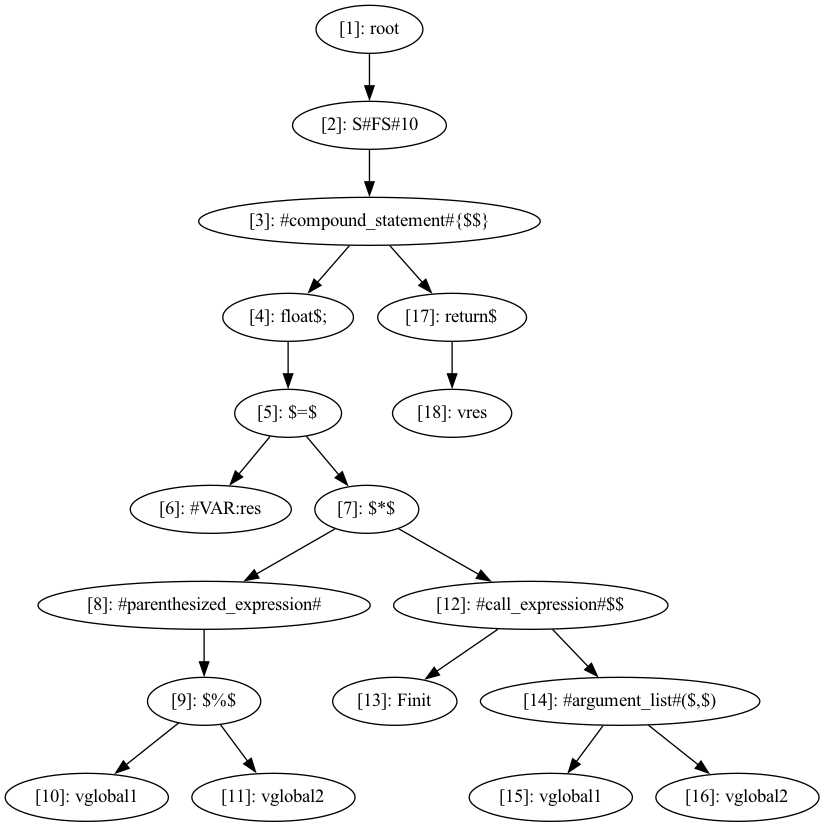 [1]: root
[2]: S#FS#10
[3]: #compound_statement#{$$}
[4]: float$;
[17]: return$
[5]: $=$
[18]: vres
[6]: #VAR:res
[7]: $*$
[8]: #parenthesized_expression#
[12]: #call_expression#$$
[9]: $%$
[13]: Finit
[14]: #argument_list#($,$)
[10]: vglobal1
[11]: vglobal2
[15]: vglobal1
[16]: vglobal2